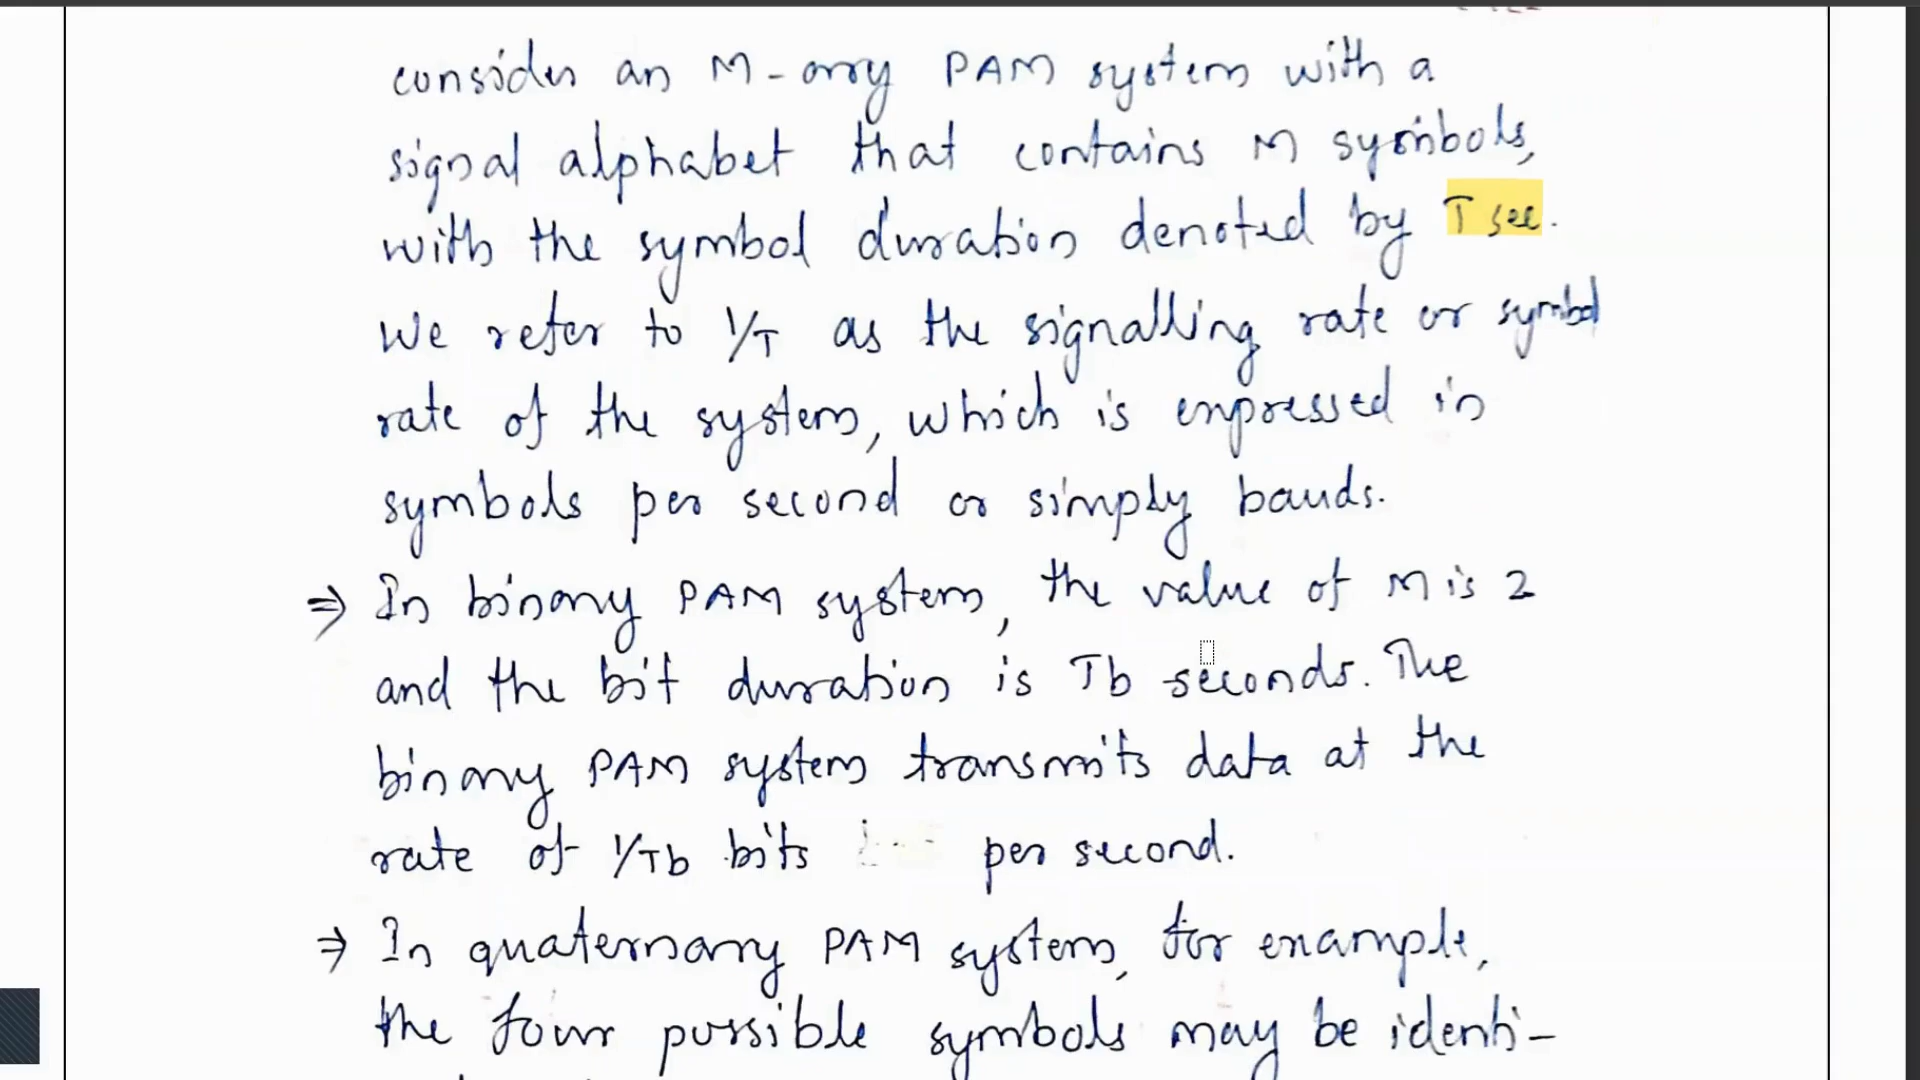 consider an M-ary PAM system with a
signal alphabet that contains M symbols,
with the symbol duration denoted by T sec.
We refer to 1/T as the signalling rate or symbol
rate of the system, which is expressed in
symbols per second or simply bauds.
⇒ In binary PAM system, the value of M is 2
and the bit duration is Tb seconds. The
binary PAM system transmits data at the
rate of 1/Tb bits per second.
⇒ In quaternary PAM system, for example,
the four possible symbols may be identi-